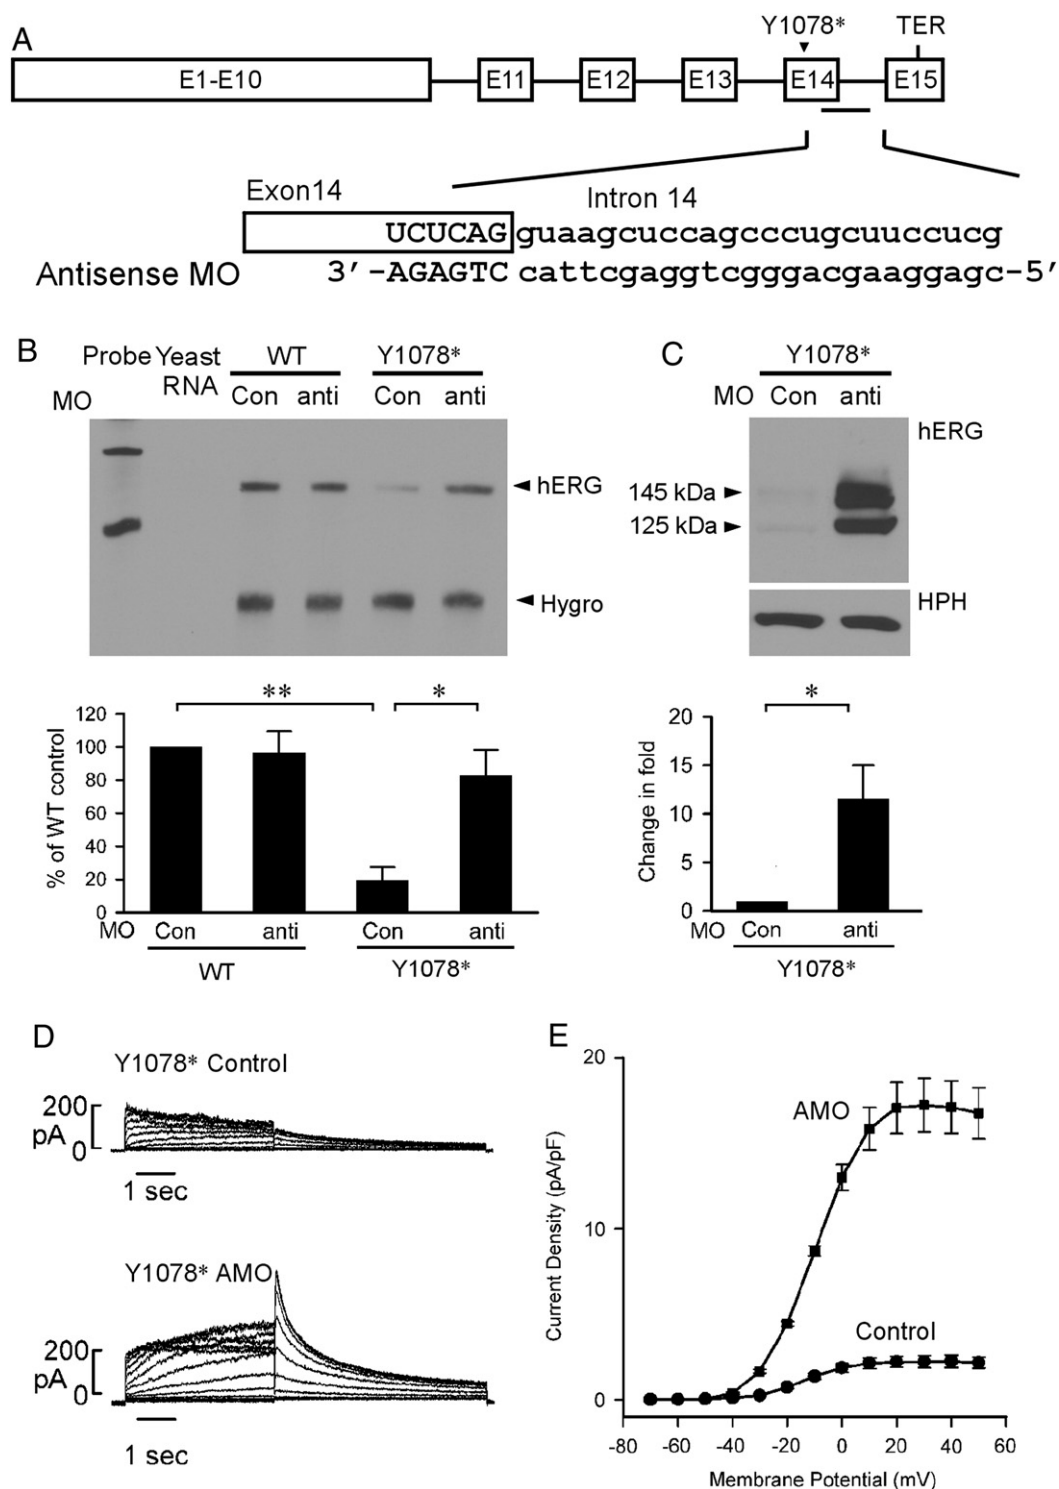 A
Y1078*
TER
E1-E10
E11
E12
E13
E14
E15
Exon14
Intron 14
UCUCAG guaagcuccagcccugcuuccucg
Antisense MO 3′-AGAGTC cattcgaggtcgggacgaaggagc-5′
B
Probe Yeast RNA
WT
Y1078*
MO
Con
anti
Con
anti
hERG
Hygro
**
*
% of WT control
120
100
80
60
40
20
0
MO
Con
anti
Con
anti
WT
Y1078*
C
Y1078*
MO
Con
anti
hERG
145 kDa
125 kDa
HPH
*
Change in fold
20
15
10
5
0
MO
Con
anti
Y1078*
D
Y1078* Control
200
pA
0
1 sec
Y1078* AMO
200
pA
0
1 sec
E
20
10
0
Current Density (pA/pF)
AMO
Control
-80
-60
-40
-20
0
20
40
60
Membrane Potential (mV)